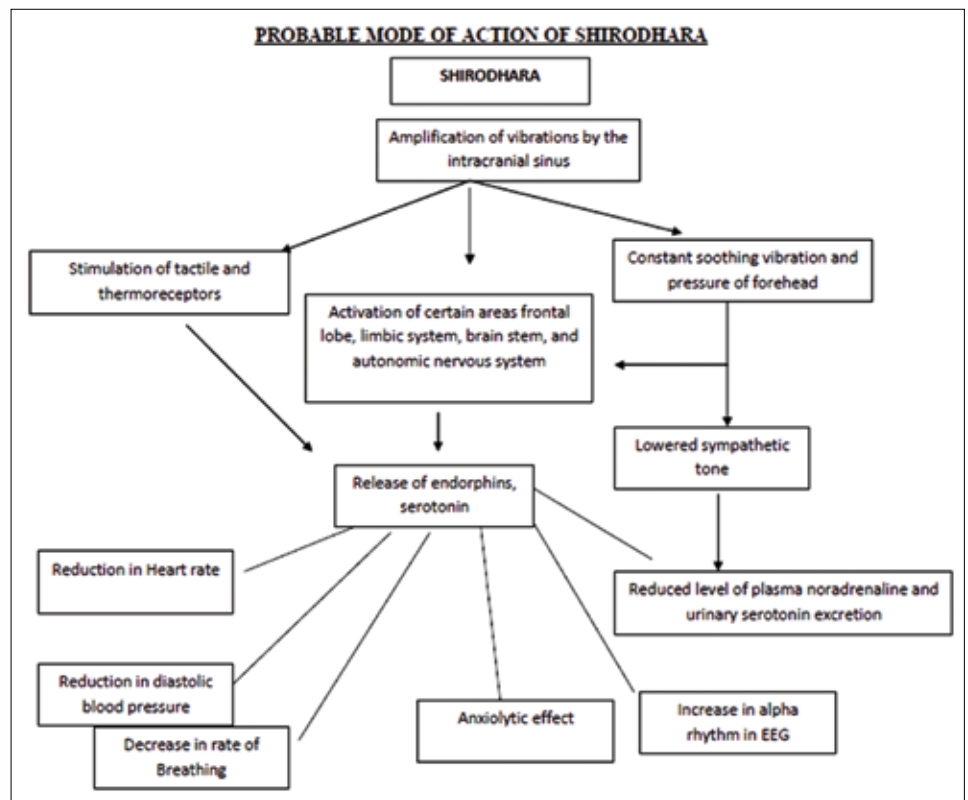 PROBABLE MODE OF ACTION OF SHIRODHARA
SHIRODHARA
Amplification of vibrations by the
intracranial sinus
Stimulation of tactile and
thermoreceptors
Constant soothing vibration and
pressure of forehead
Activation of certain areas frontal
lobe, limbic system, brain stem, and
autonomic nervous system
Lowered sympathetic
tone
Release of endorphins,
serotonin
Reduction in Heart rate
Reduced level of plasma noradrenaline and
urinary serotonin excretion
Reduction in diastolic
blood pressure
Decrease in rate of
Breathing
Anxiolytic effect
Increase in alpha
rhythm in EEG